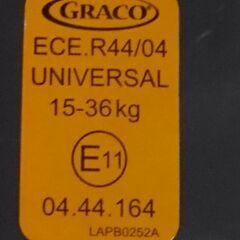 GRACO
ECE.R44/04
UNIVERSAL
15-36kg
E11
04.44.164
LAPB0252A